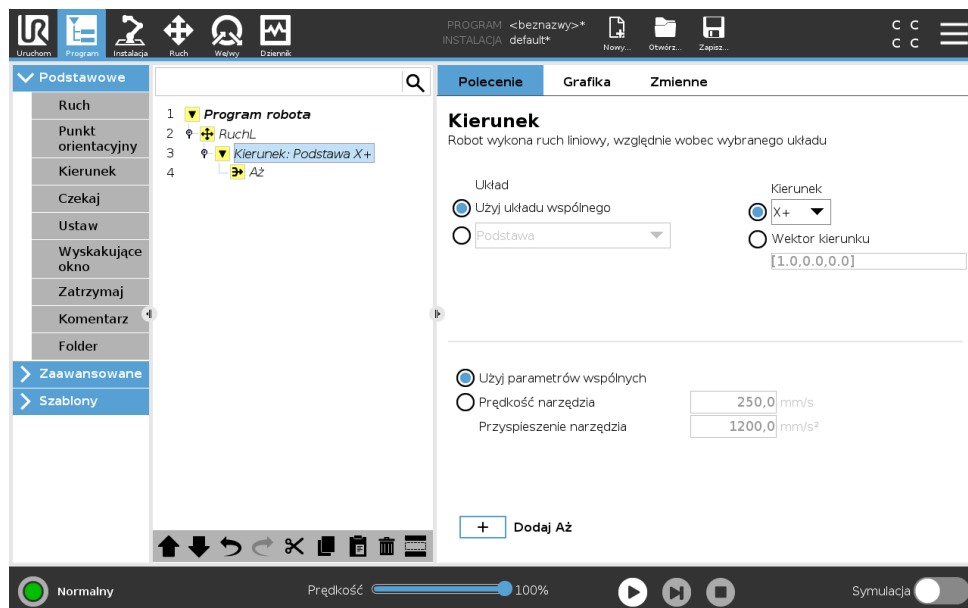 PROGRAM <beznazwy>*
INSTALACJA default*
Uruchom
Program
Instalacja
Ruch
We/wy
Dziennik
Nowy...
Otwórz...
Zapisz...
C C
C C
Podstawowe
Ruch
Punkt
orientacyjny
Kierunek
Czekaj
Ustaw
Wyskakujące
okno
Zatrzymaj
Komentarz
Folder
Zaawansowane
Szablony
1 Program robota
2 RuchL
3 Kierunek: Podstawa X+
4 Aż
Polecenie Grafika Zmienne
Kierunek
Robot wykona ruch liniowy, względnie wobec wybranego układu
Układ
Użyj układu wspólnego
Podstawa
Kierunek
X+
Wektor kierunku
[1.0,0.0,0.0]
Użyj parametrów wspólnych
Prędkość narzędzia 250,0 mm/s
Przyspieszenie narzędzia 1200,0 mm/s²
+ Dodaj Aż
Normalny
Prędkość 100%
Symulacja